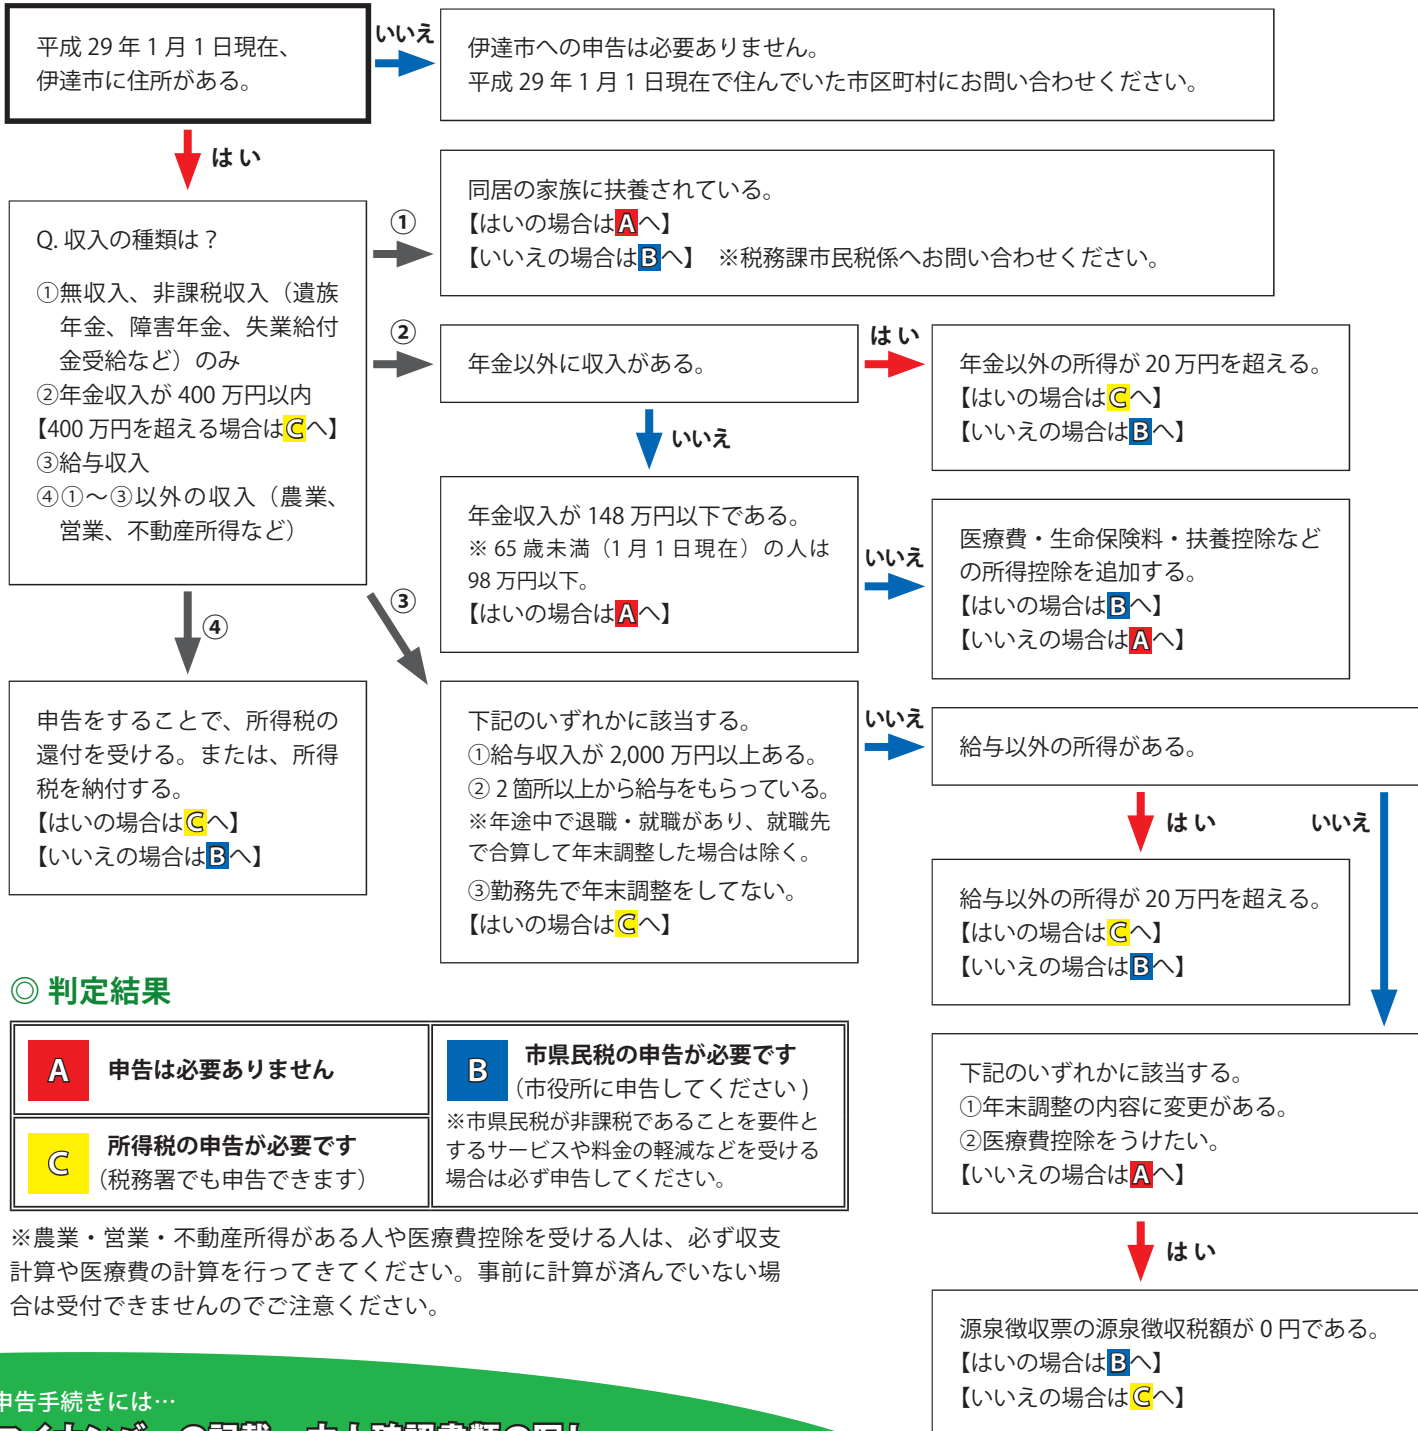 平成 29 年 1 月 1 日現在、
伊達市に住所がある。
いいえ
伊達市への申告は必要ありません。
平成 29 年 1 月 1 日現在で住んでいた市区町村にお問い合わせください。
は い
Q. 収入の種類は？
①無収入、非課税収入（遺族
年金、障害年金、失業給付
金受給など）のみ
②年金収入が 400 万円以内
【400 万円を超える場合はCへ】
③給与収入
④①～③以外の収入（農業、
営業、不動産所得など）
①
同居の家族に扶養されている。
【はいの場合はAへ】
【いいえの場合はBへ】 ※税務課市民税係へお問い合わせください。
②
年金以外に収入がある。
は い
年金以外の所得が 20 万円を超える。
【はいの場合はCへ】
【いいえの場合はBへ】
いいえ
年金収入が 148 万円以下である。
※ 65 歳未満（1 月 1 日現在）の人は
98 万円以下。
【はいの場合はAへ】
いいえ
医療費・生命保険料・扶養控除など
の所得控除を追加する。
【はいの場合はBへ】
【いいえの場合はAへ】
③
④
申告をすることで、所得税の
還付を受ける。または、所得
税を納付する。
【はいの場合はCへ】
【いいえの場合はBへ】
下記のいずれかに該当する。
①給与収入が 2,000 万円以上ある。
② 2 箇所以上から給与をもらっている。
※年途中で退職・就職があり、就職先
で合算して年末調整した場合は除く。
③勤務先で年末調整をしてない。
【はいの場合はCへ】
いいえ
給与以外の所得がある。
は い
いいえ
給与以外の所得が 20 万円を超える。
【はいの場合はCへ】
【いいえの場合はBへ】
下記のいずれかに該当する。
①年末調整の内容に変更がある。
②医療費控除をうけたい。
【いいえの場合はAへ】
は い
源泉徴収票の源泉徴収税額が 0 円である。
【はいの場合はBへ】
【いいえの場合はCへ】
◎ 判定結果
A 申告は必要ありません
B 市県民税の申告が必要です
（市役所に申告してください )
※市県民税が非課税であることを要件と
するサービスや料金の軽減などを受ける
場合は必ず申告してください。
C 所得税の申告が必要です
（税務署でも申告できます）
※農業・営業・不動産所得がある人や医療費控除を受ける人は、必ず収支
計算や医療費の計算を行ってきてください。事前に計算が済んでいない場
合は受付できませんのでご注意ください。
申告手続きには…
マイナンバーの記載、本人確認書類の写し